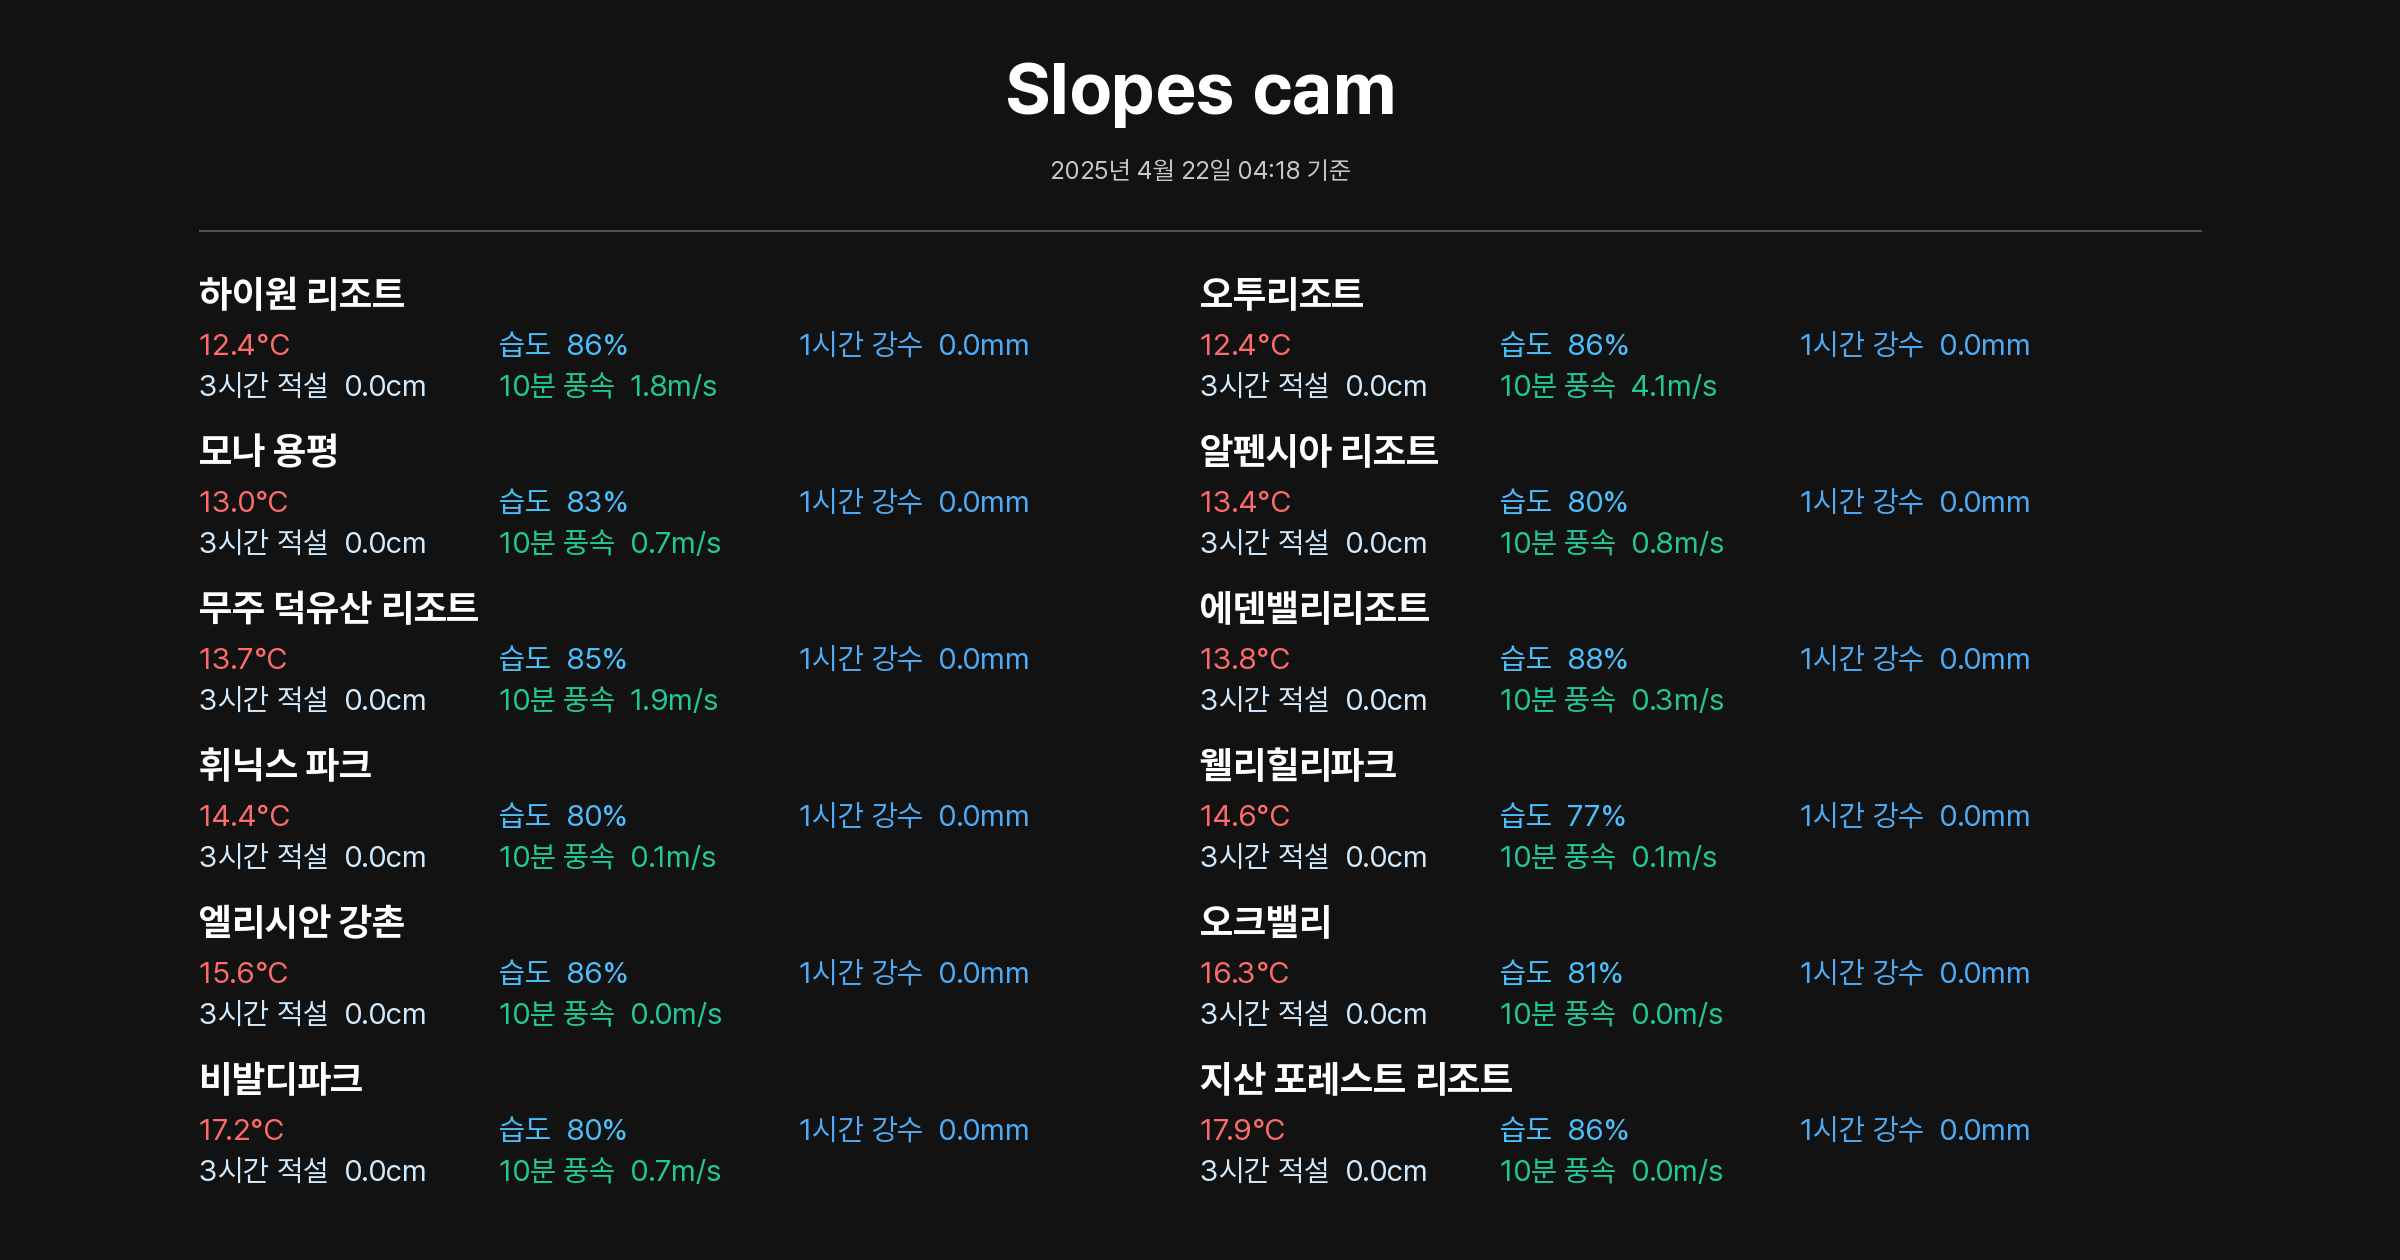 Slopes cam
2025년 4월 22일 04:18 기준
하이원 리조트
12.4°C 습도 86% 1시간 강수 0.0mm
3시간 적설 0.0cm 10분 풍속 1.8m/s
오투리조트
12.4°C 습도 86% 1시간 강수 0.0mm
3시간 적설 0.0cm 10분 풍속 4.1m/s
모나 용평
13.0°C 습도 83% 1시간 강수 0.0mm
3시간 적설 0.0cm 10분 풍속 0.7m/s
알펜시아 리조트
13.4°C 습도 80% 1시간 강수 0.0mm
3시간 적설 0.0cm 10분 풍속 0.8m/s
무주 덕유산 리조트
13.7°C 습도 85% 1시간 강수 0.0mm
3시간 적설 0.0cm 10분 풍속 1.9m/s
에덴밸리리조트
13.8°C 습도 88% 1시간 강수 0.0mm
3시간 적설 0.0cm 10분 풍속 0.3m/s
휘닉스 파크
14.4°C 습도 80% 1시간 강수 0.0mm
3시간 적설 0.0cm 10분 풍속 0.1m/s
웰리힐리파크
14.6°C 습도 77% 1시간 강수 0.0mm
3시간 적설 0.0cm 10분 풍속 0.1m/s
엘리시안 강촌
15.6°C 습도 86% 1시간 강수 0.0mm
3시간 적설 0.0cm 10분 풍속 0.0m/s
오크밸리
16.3°C 습도 81% 1시간 강수 0.0mm
3시간 적설 0.0cm 10분 풍속 0.0m/s
비발디파크
17.2°C 습도 80% 1시간 강수 0.0mm
3시간 적설 0.0cm 10분 풍속 0.7m/s
지산 포레스트 리조트
17.9°C 습도 86% 1시간 강수 0.0mm
3시간 적설 0.0cm 10분 풍속 0.0m/s